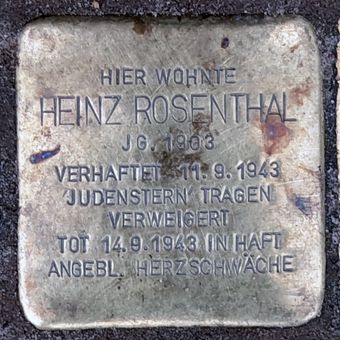 HIER WOHNTE
HEINZ ROSENTHAL
JG. 1903
VERHAFTET 11. 9. 1943
'JUDENSTERN' TRAGEN
VERWEIGERT
TOT 14. 9. 1943 IN HAFT
ANGEBL. HERZSCHWÄCHE